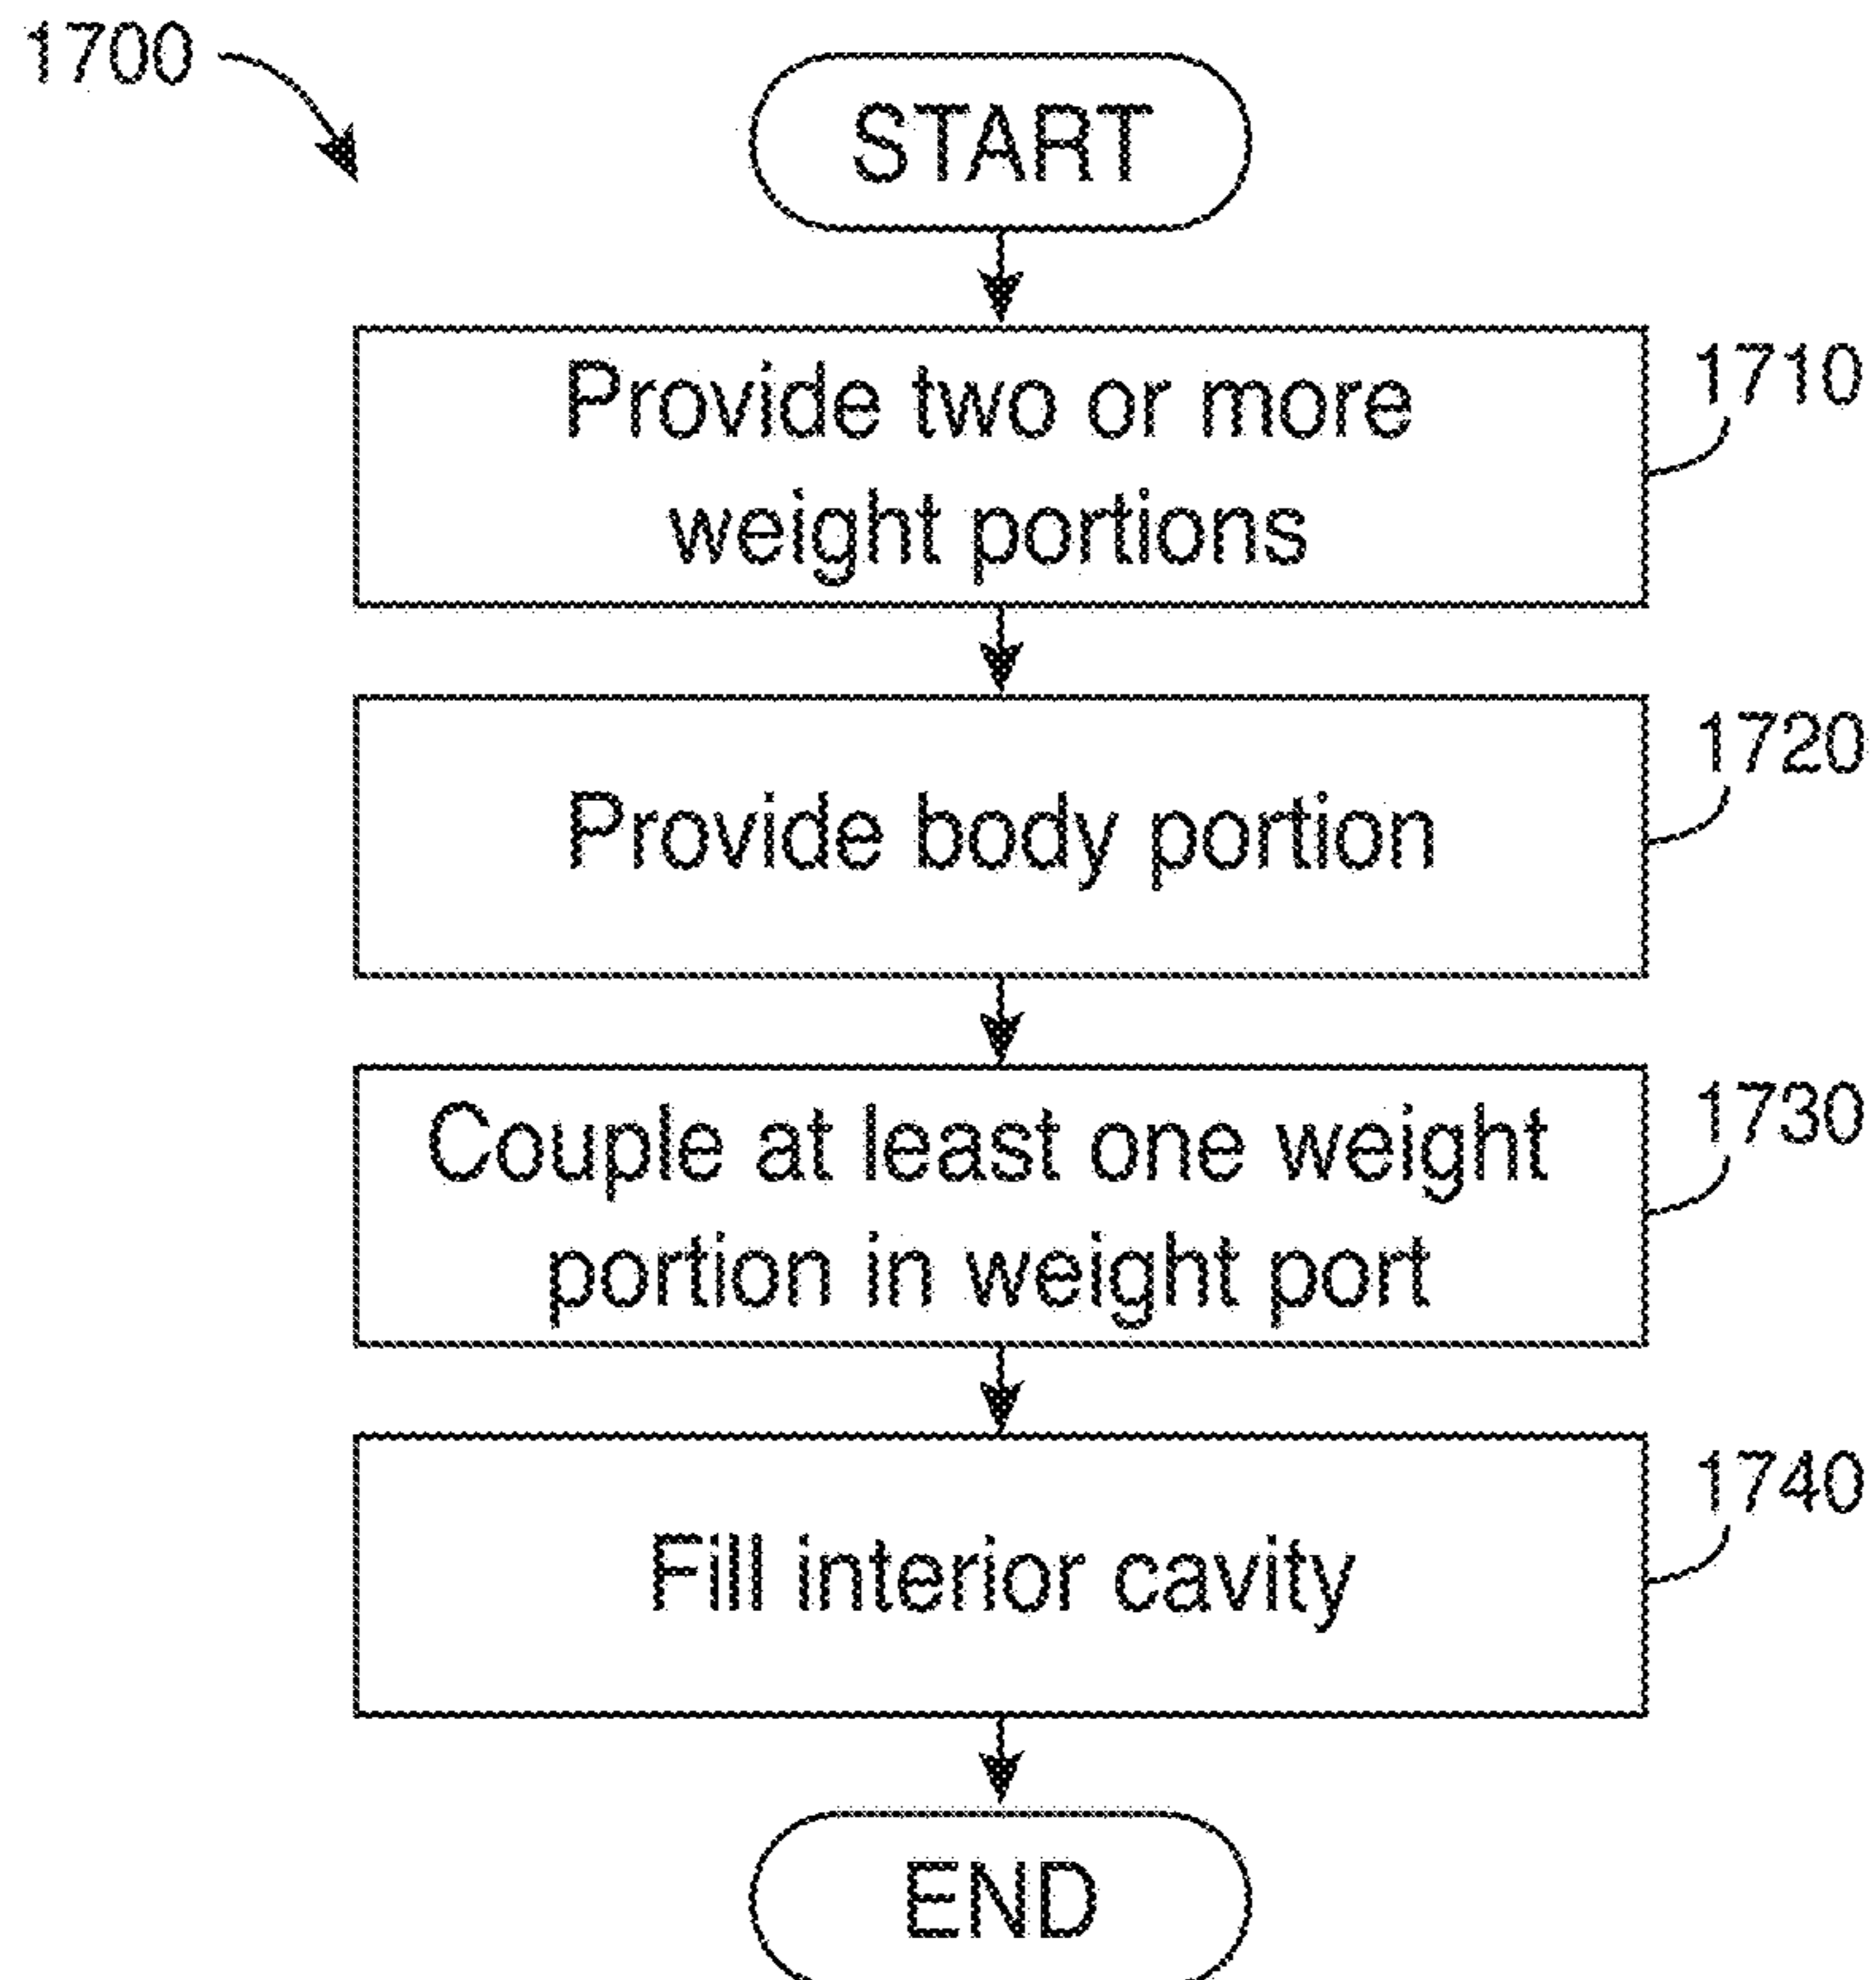 1700
START
Provide two or more
weight portions
1710
Provide body portion
1720
Couple at least one weight
portion in weight port
1730
Fill interior cavity
1740
END